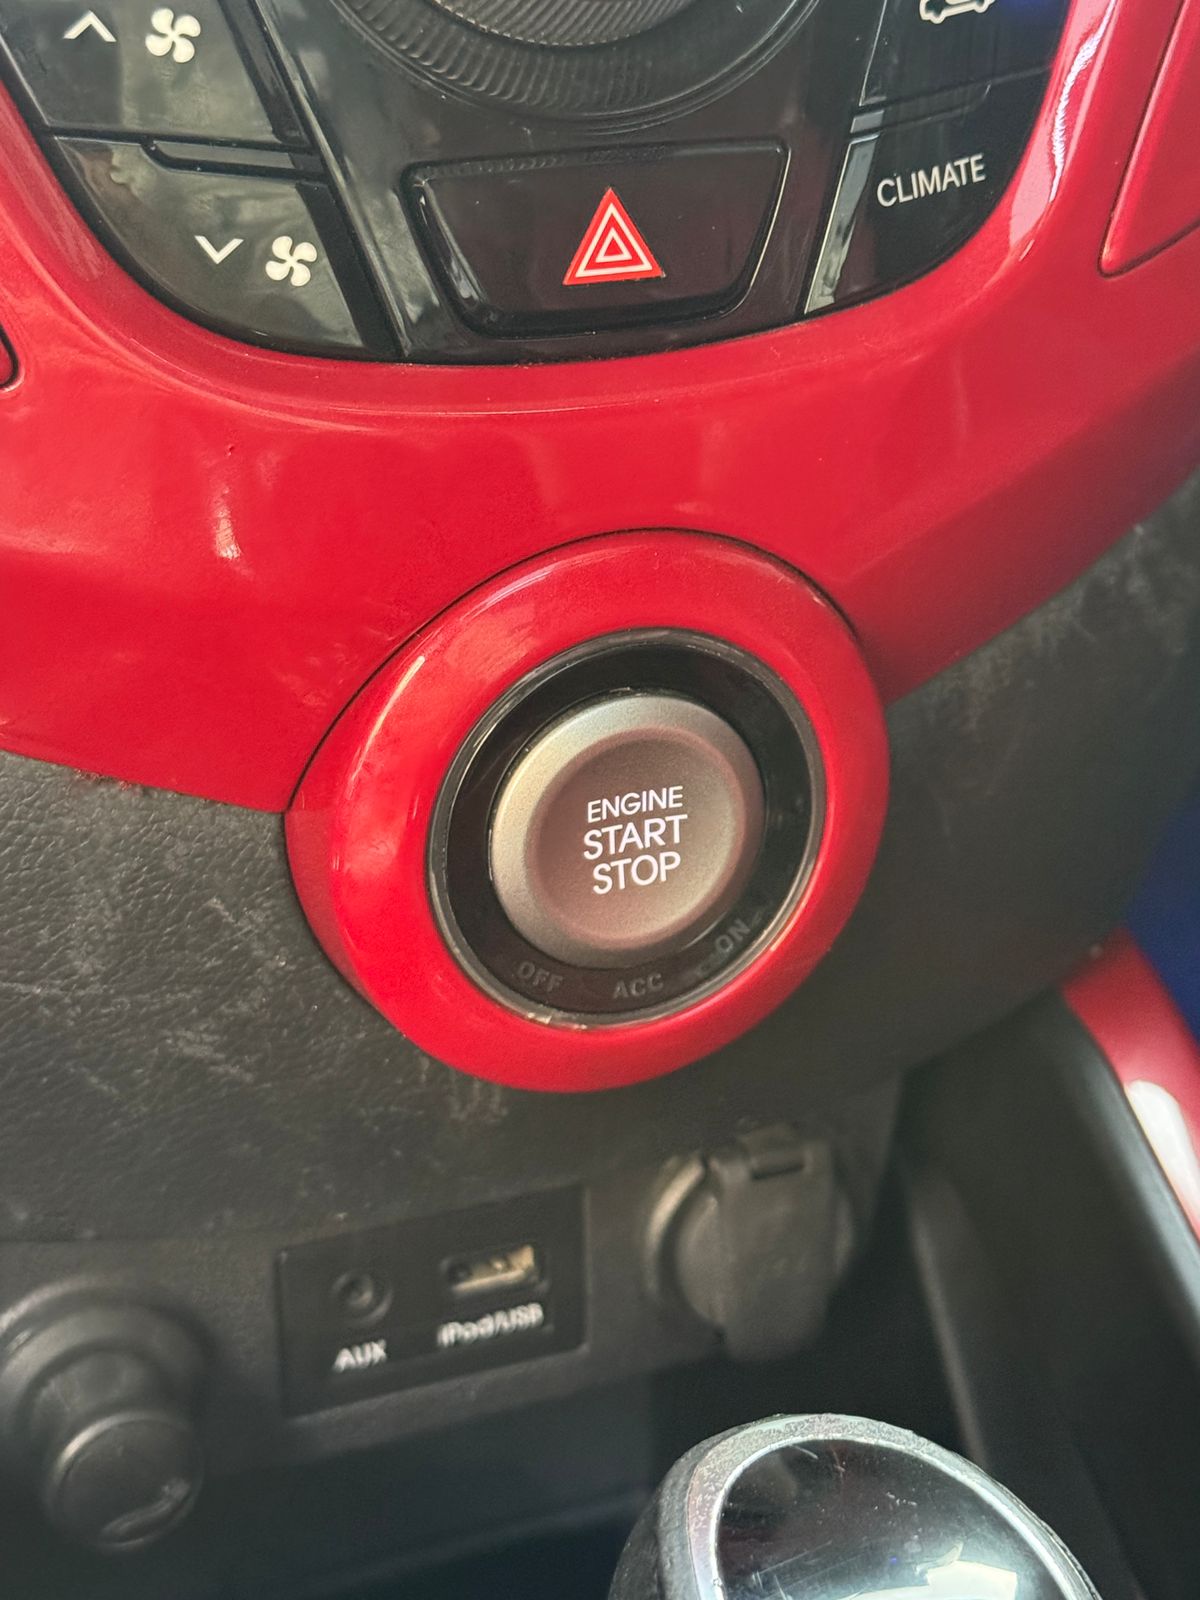 CLIMATE
ENGINE
START
STOP
OFF ACC ON
AUX iPod/USB